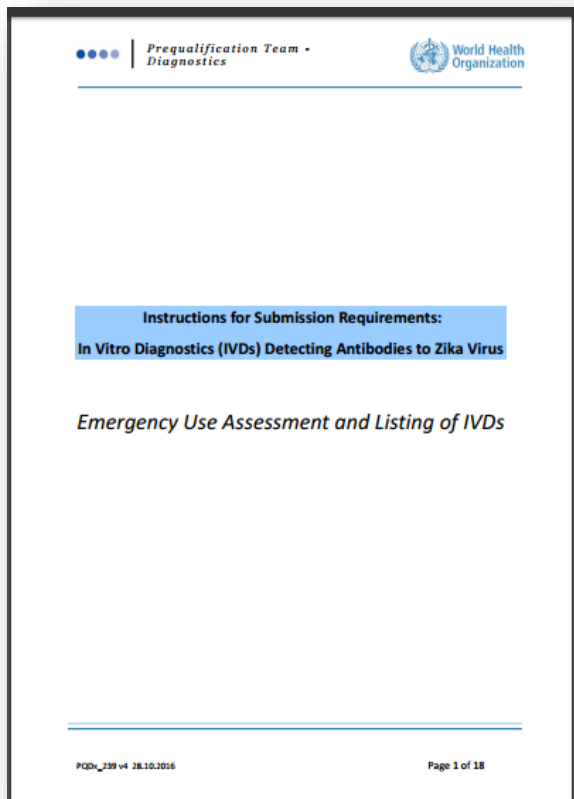 Prequalification Team -
Diagnostics
World Health
Organization
Instructions for Submission Requirements:
In Vitro Diagnostics (IVDs) Detecting Antibodies to Zika Virus
Emergency Use Assessment and Listing of IVDs
PQDx_239 v4 28.10.2016
Page 1 of 18